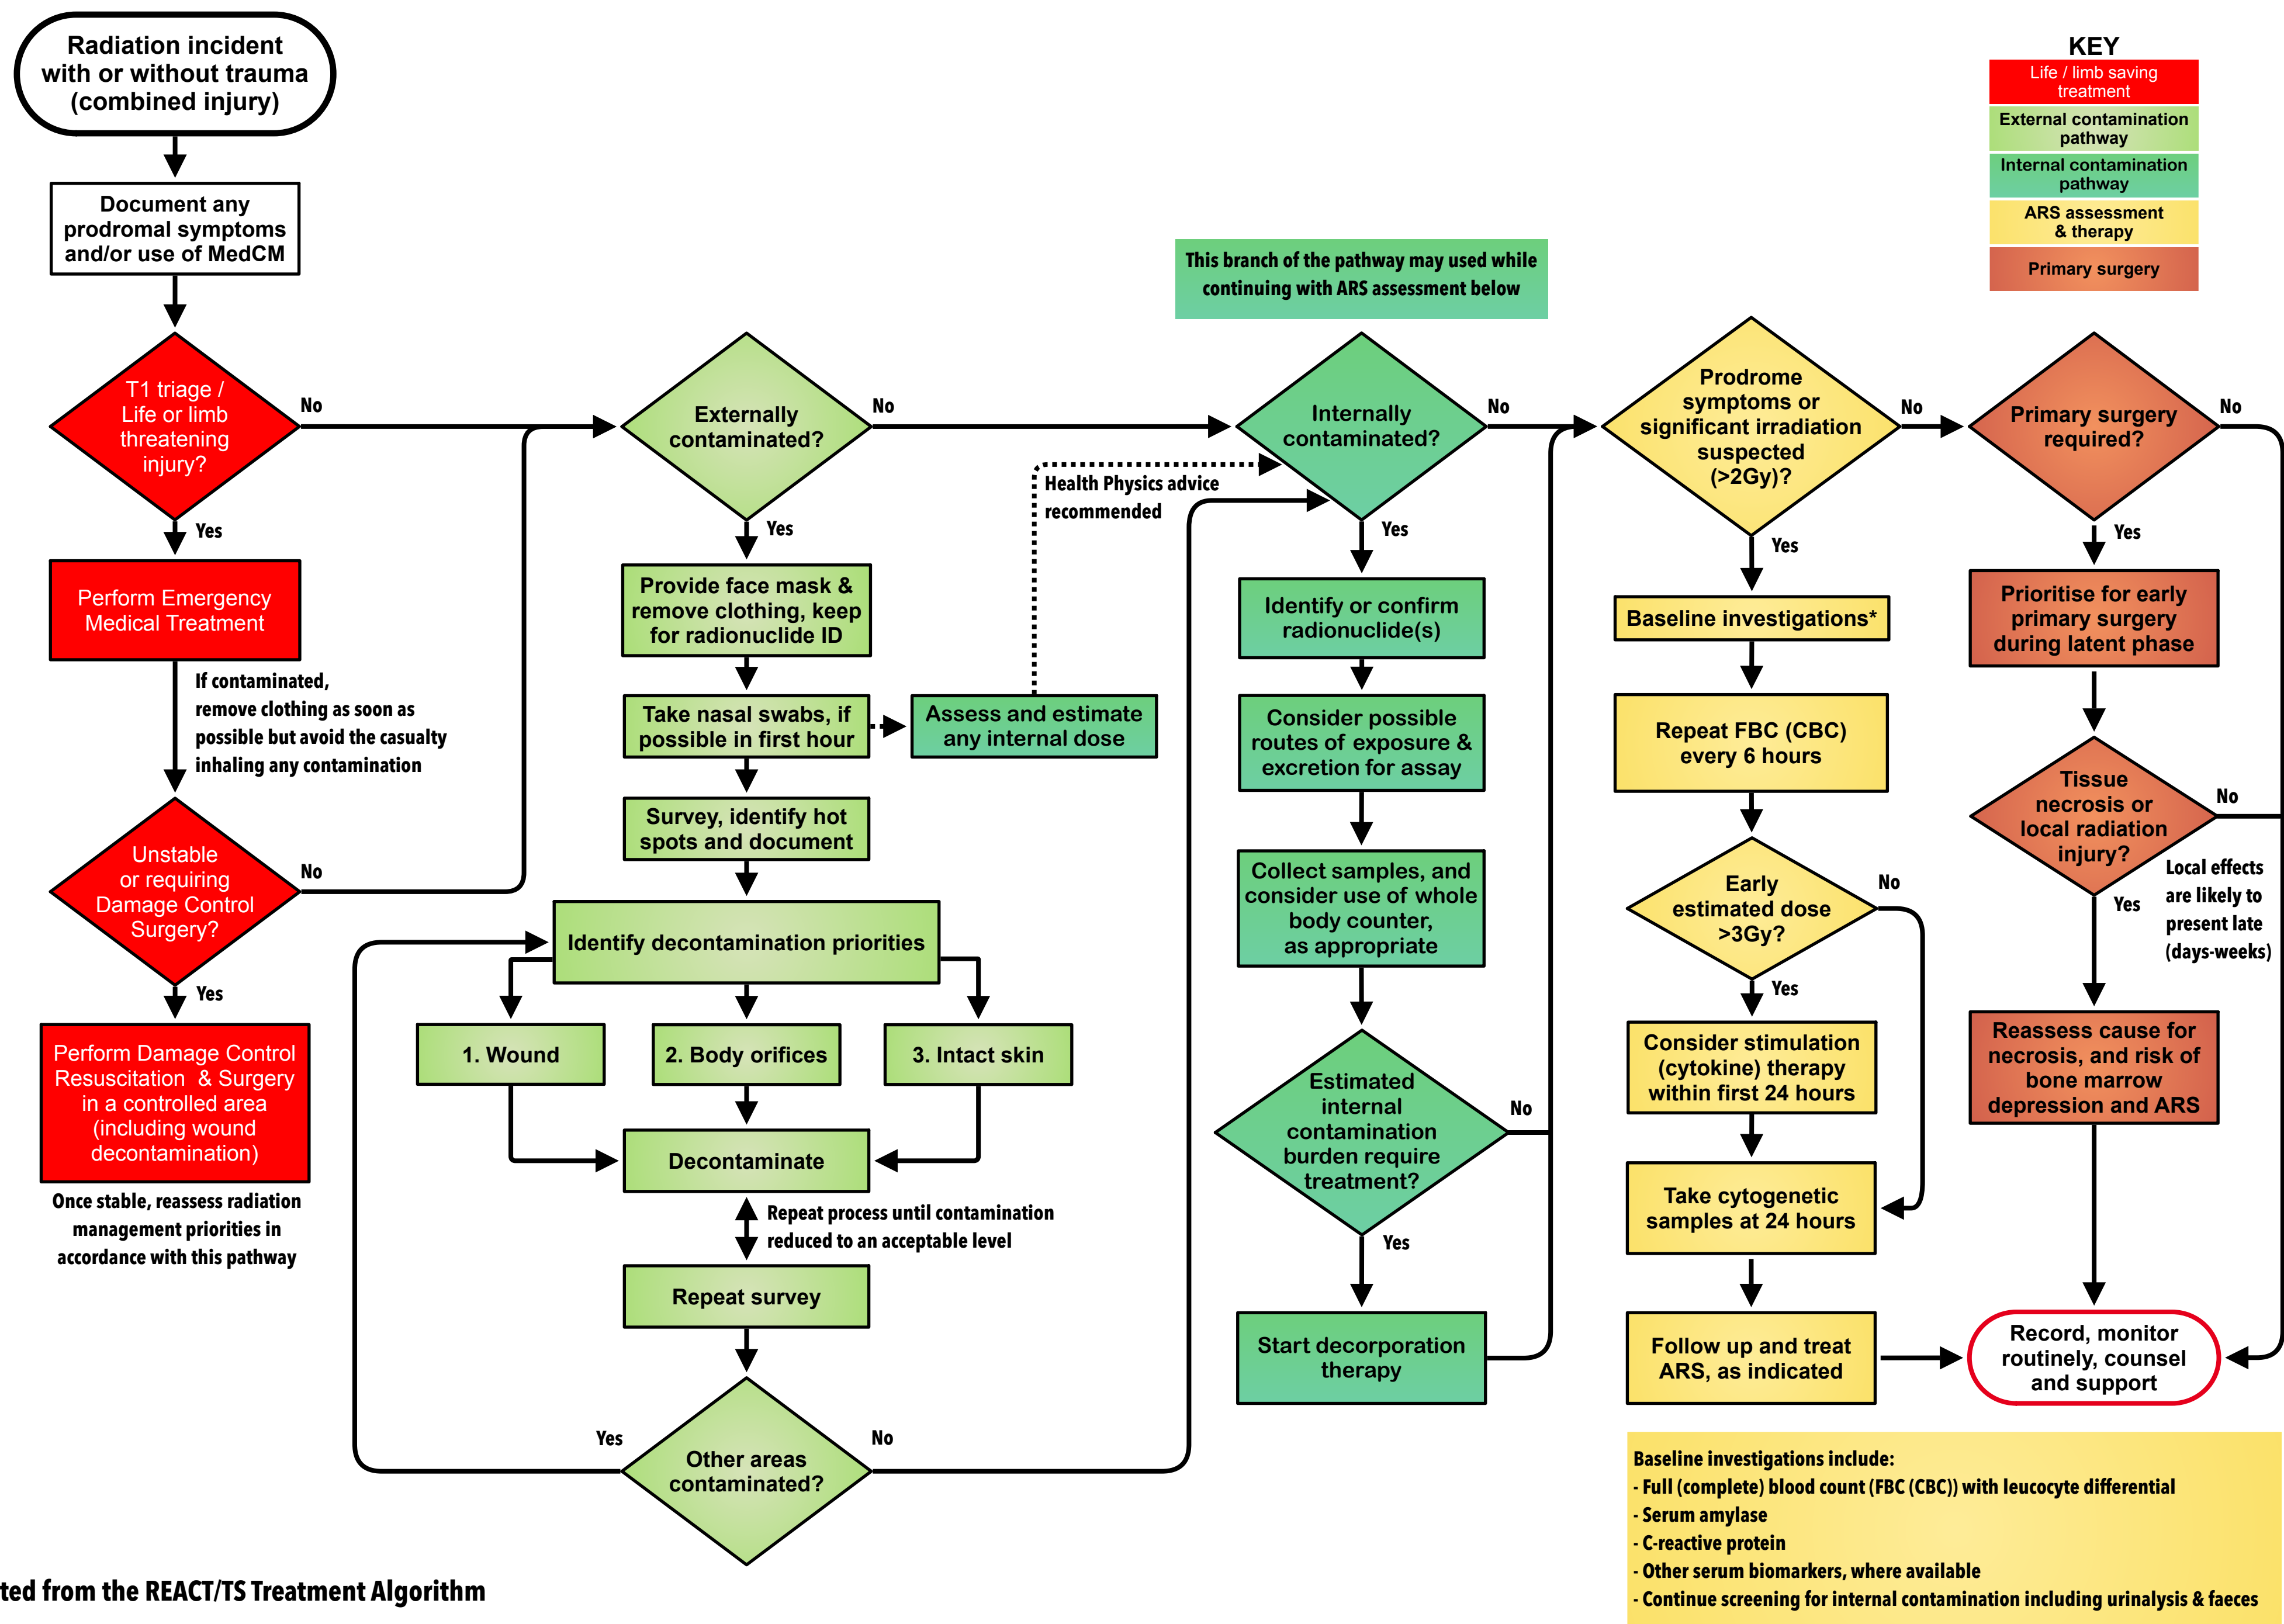 Radiation incident
with or without trauma
(combined injury)
Document any
prodromal symptoms
and/or use of MedCM
T1 triage /
Life or limb
threatening
injury?
No
Yes
Perform Emergency
Medical Treatment
If contaminated,
remove clothing as soon as
possible but avoid the casualty
inhaling any contamination
Unstable
or requiring
Damage Control
Surgery?
No
Yes
Perform Damage Control
Resuscitation & Surgery
in a controlled area
(including wound
decontamination)
Once stable, reassess radiation
management priorities in
accordance with this pathway
Externally
contaminated?
No
Yes
Provide face mask &
remove clothing, keep
for radionuclide ID
Take nasal swabs, if
possible in first hour
Assess and estimate
any internal dose
Health Physics advice
recommended
Survey, identify hot
spots and document
Identify decontamination priorities
1. Wound
2. Body orifices
3. Intact skin
Decontaminate
Repeat process until contamination
reduced to an acceptable level
Repeat survey
Other areas
contaminated?
Yes
No
This branch of the pathway may used while
continuing with ARS assessment below
Internally
contaminated?
No
Yes
Identify or confirm
radionuclide(s)
Consider possible
routes of exposure &
excretion for assay
Collect samples, and
consider use of whole
body counter,
as appropriate
Estimated
internal
contamination
burden require
treatment?
No
Yes
Start decorporation
therapy
Prodrome
symptoms or
significant irradiation
suspected
(>2Gy)?
No
Yes
Baseline investigations*
Repeat FBC (CBC)
every 6 hours
Early
estimated dose
>3Gy?
No
Yes
Consider stimulation
(cytokine) therapy
within first 24 hours
Take cytogenetic
samples at 24 hours
Follow up and treat
ARS, as indicated
KEY
Life / limb saving
treatment
External contamination
pathway
Internal contamination
pathway
ARS assessment
& therapy
Primary surgery
Primary surgery
required?
No
Yes
Prioritise for early
primary surgery
during latent phase
Tissue
necrosis or
local radiation
injury?
No
Yes
Local effects
are likely to
present late
(days-weeks)
Reassess cause for
necrosis, and risk of
bone marrow
depression and ARS
Record, monitor
routinely, counsel
and support
Baseline investigations include:
- Full (complete) blood count (FBC (CBC)) with leucocyte differential
- Serum amylase
- C-reactive protein
- Other serum biomarkers, where available
- Continue screening for internal contamination including urinalysis & faeces
ted from the REACT/TS Treatment Algorithm